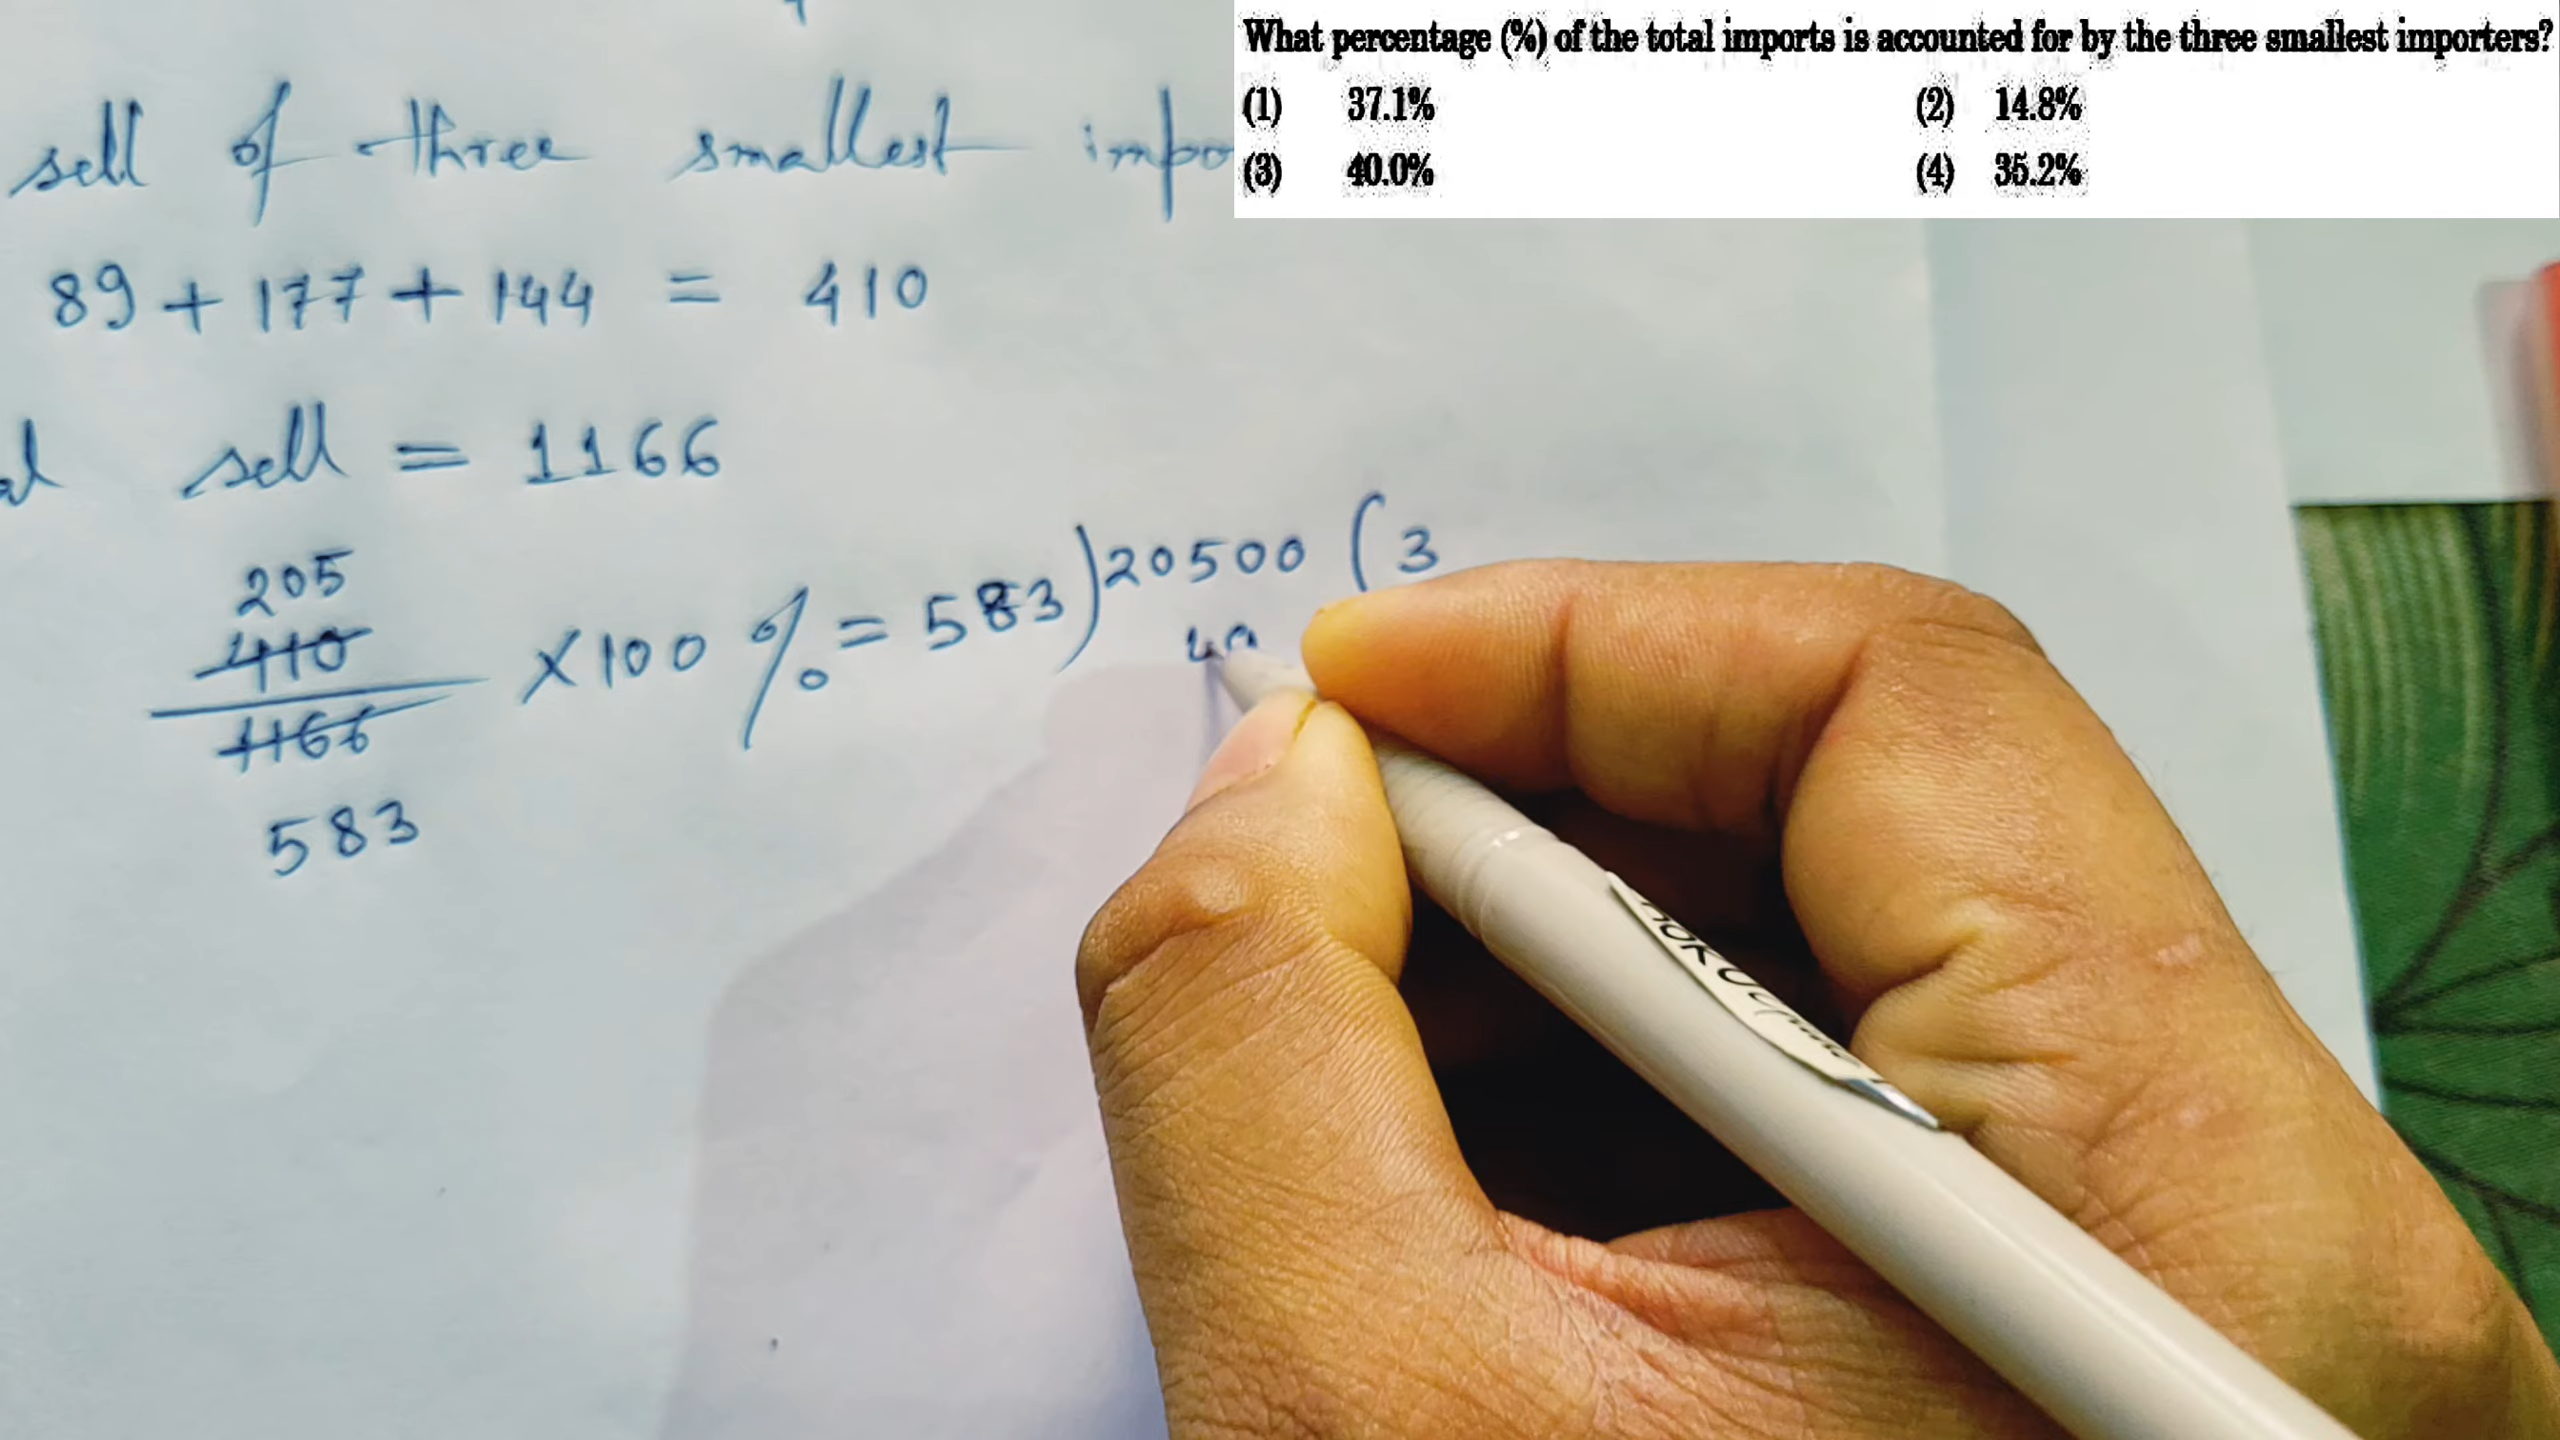 What percentage (%) of the total imports is accounted for by the three smallest importers?
(1) 37.1% (2) 14.8%
(3) 40.0% (4) 35.2%
sell of three smallest impo
89 + 177 + 144 = 410
sell = 1166
205
410
1166
583
×100 % = 583)20500(3
49